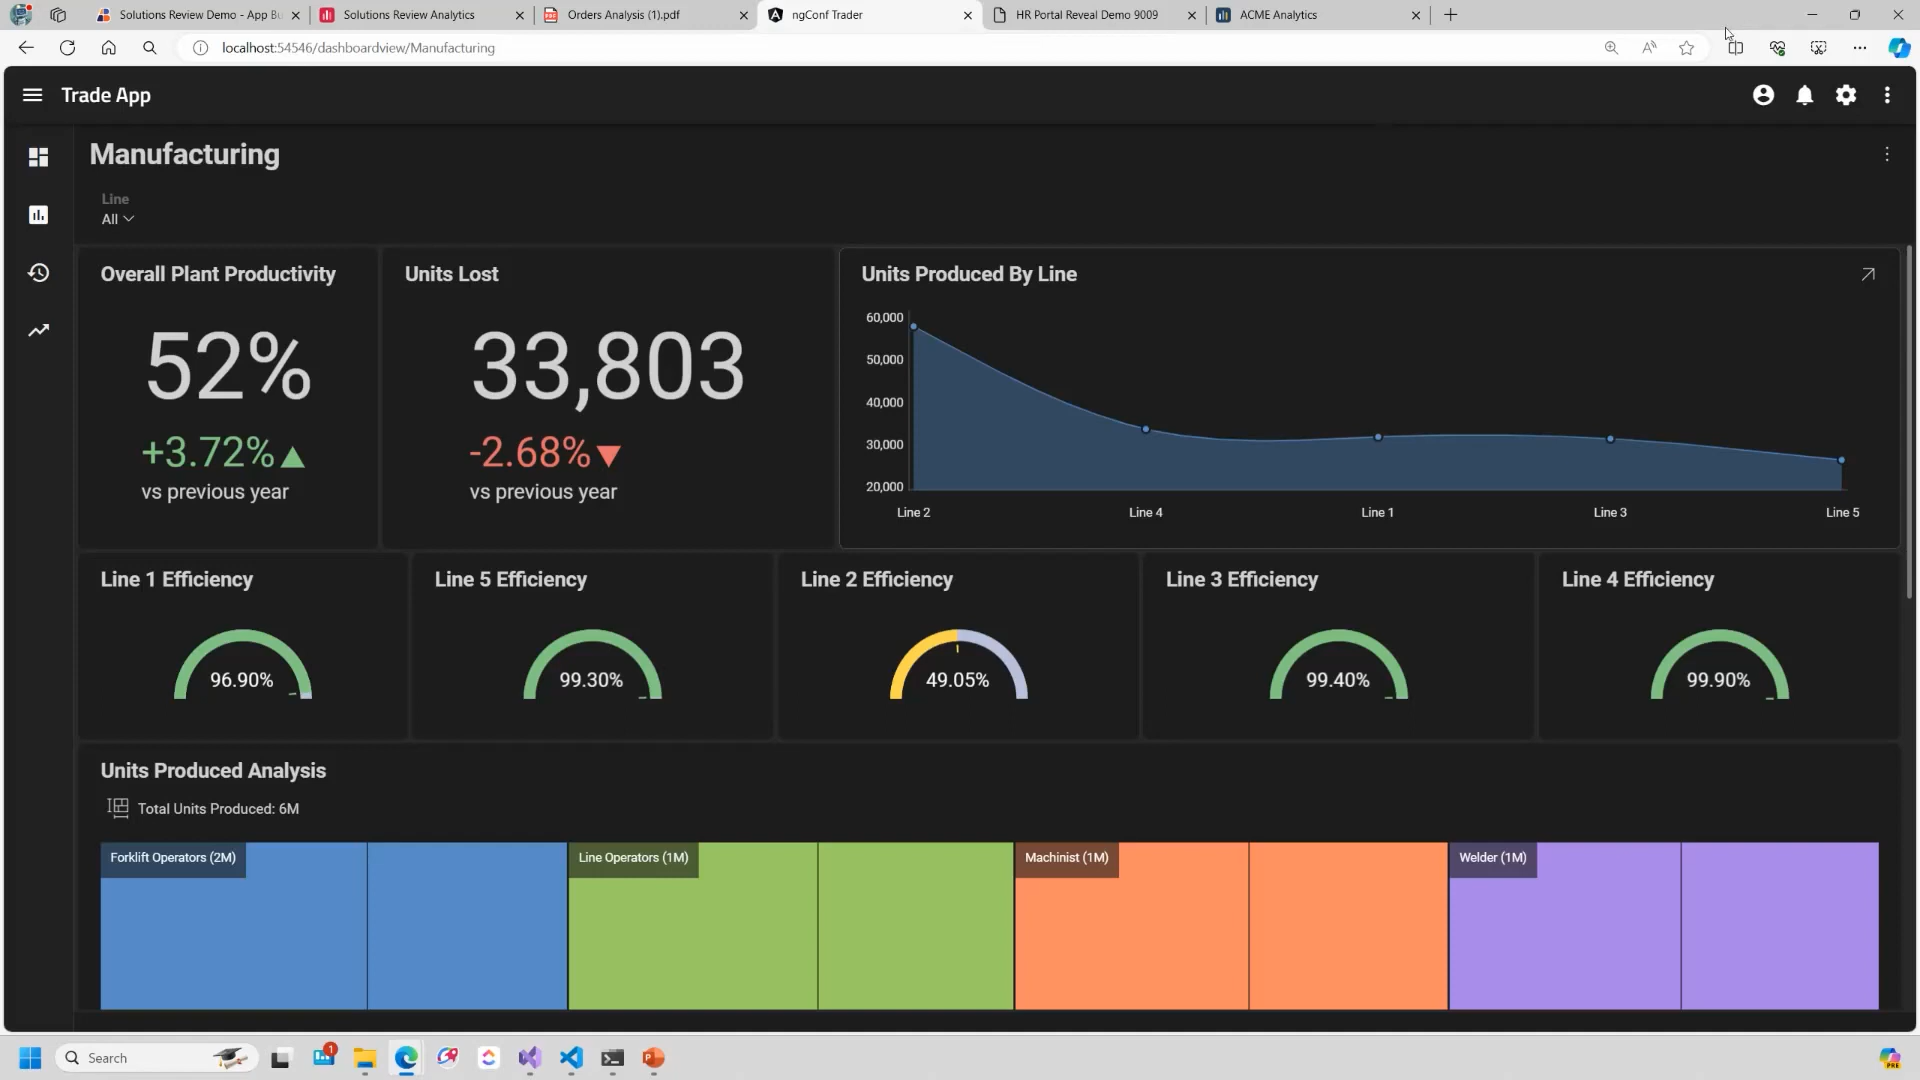 Solutions Review Demo - App Bu
Solutions Review Analytics
Orders Analysis (1).pdf
ngConf Trader
HR Portal Reveal Demo 9009
ACME Analytics
localhost:54546/dashboardview/Manufacturing
Trade App
Manufacturing
Line
All
Overall Plant Productivity
52%
+3.72%
vs previous year
Units Lost
33,803
-2.68%
vs previous year
Units Produced By Line
60,000
50,000
40,000
30,000
20,000
Line 2
Line 4
Line 1
Line 3
Line 5
Line 1 Efficiency
96.90%
Line 5 Efficiency
99.30%
Line 2 Efficiency
49.05%
Line 3 Efficiency
99.40%
Line 4 Efficiency
99.90%
Units Produced Analysis
Total Units Produced: 6M
Forklift Operators (2M)
Line Operators (1M)
Machinist (1M)
Welder (1M)
Search
1
PRE